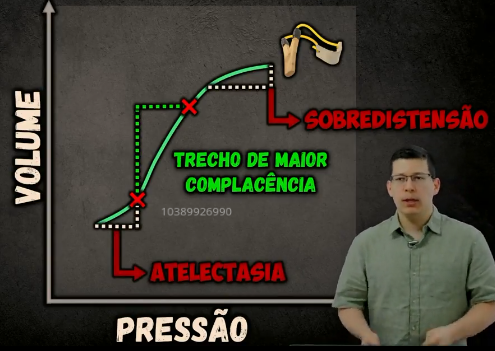 VOLUME
SOBREDISTENSÃO
TRECHO DE MAIOR
COMPLACÊNCIA
10389926990
ATELECTASIA
PRESSÃO